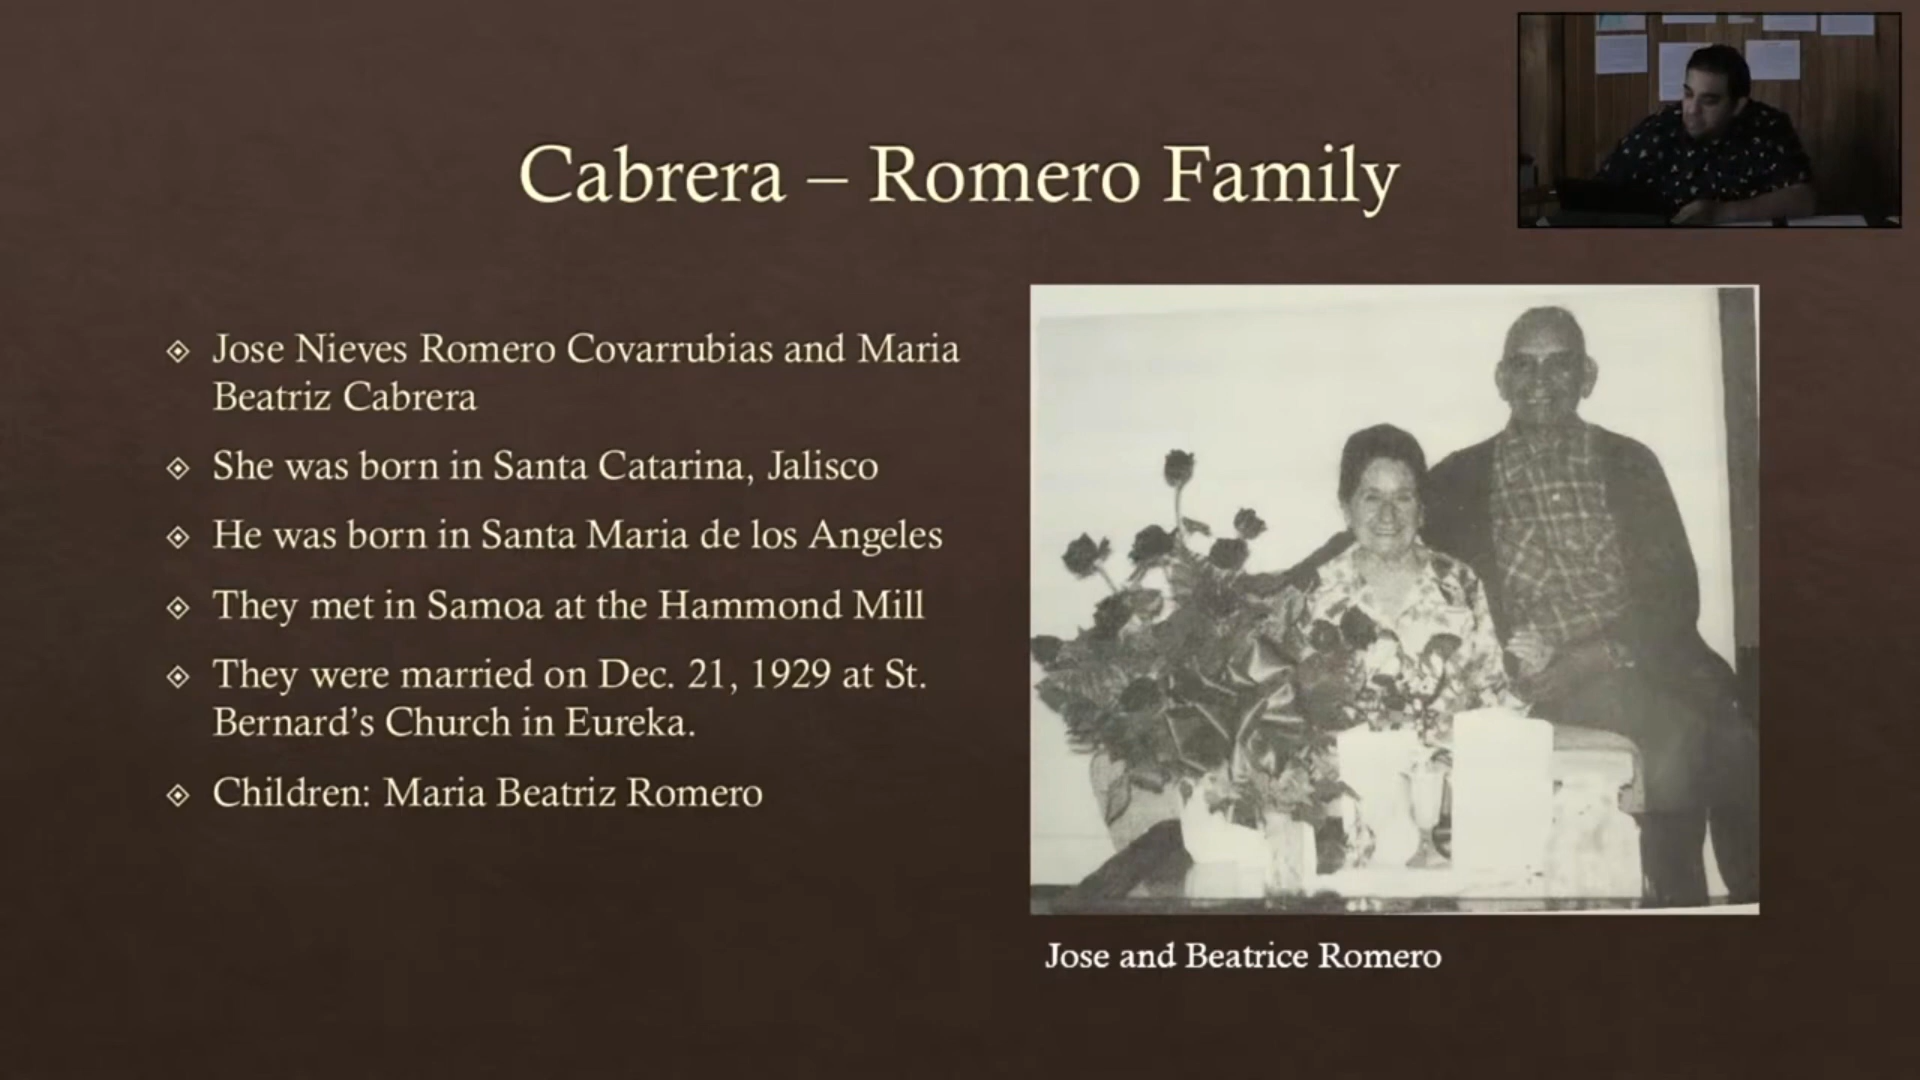 Cabrera – Romero Family
Jose Nieves Romero Covarrubias and Maria
Beatriz Cabrera
She was born in Santa Catarina, Jalisco
He was born in Santa Maria de los Angeles
They met in Samoa at the Hammond Mill
They were married on Dec. 21, 1929 at St.
Bernard’s Church in Eureka.
Children: Maria Beatriz Romero
Jose and Beatrice Romero